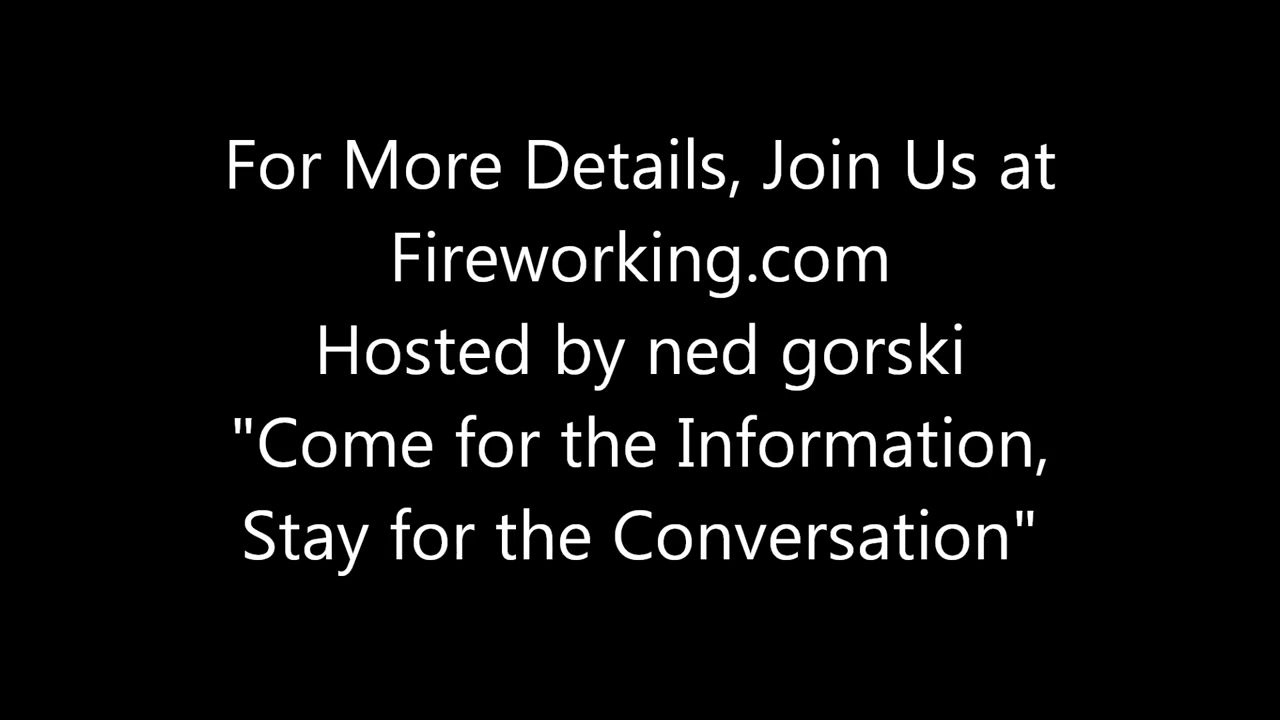 For More Details, Join Us at
Fireworking.com
Hosted by ned gorski
"Come for the Information,
Stay for the Conversation"